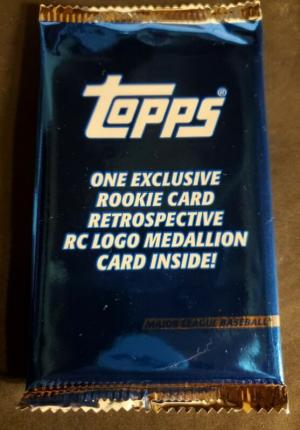 Topps®
ONE EXCLUSIVE
ROOKIE CARD
RETROSPECTIVE
RC LOGO MEDALLION
CARD INSIDE!
MAJOR LEAGUE BASEBALL